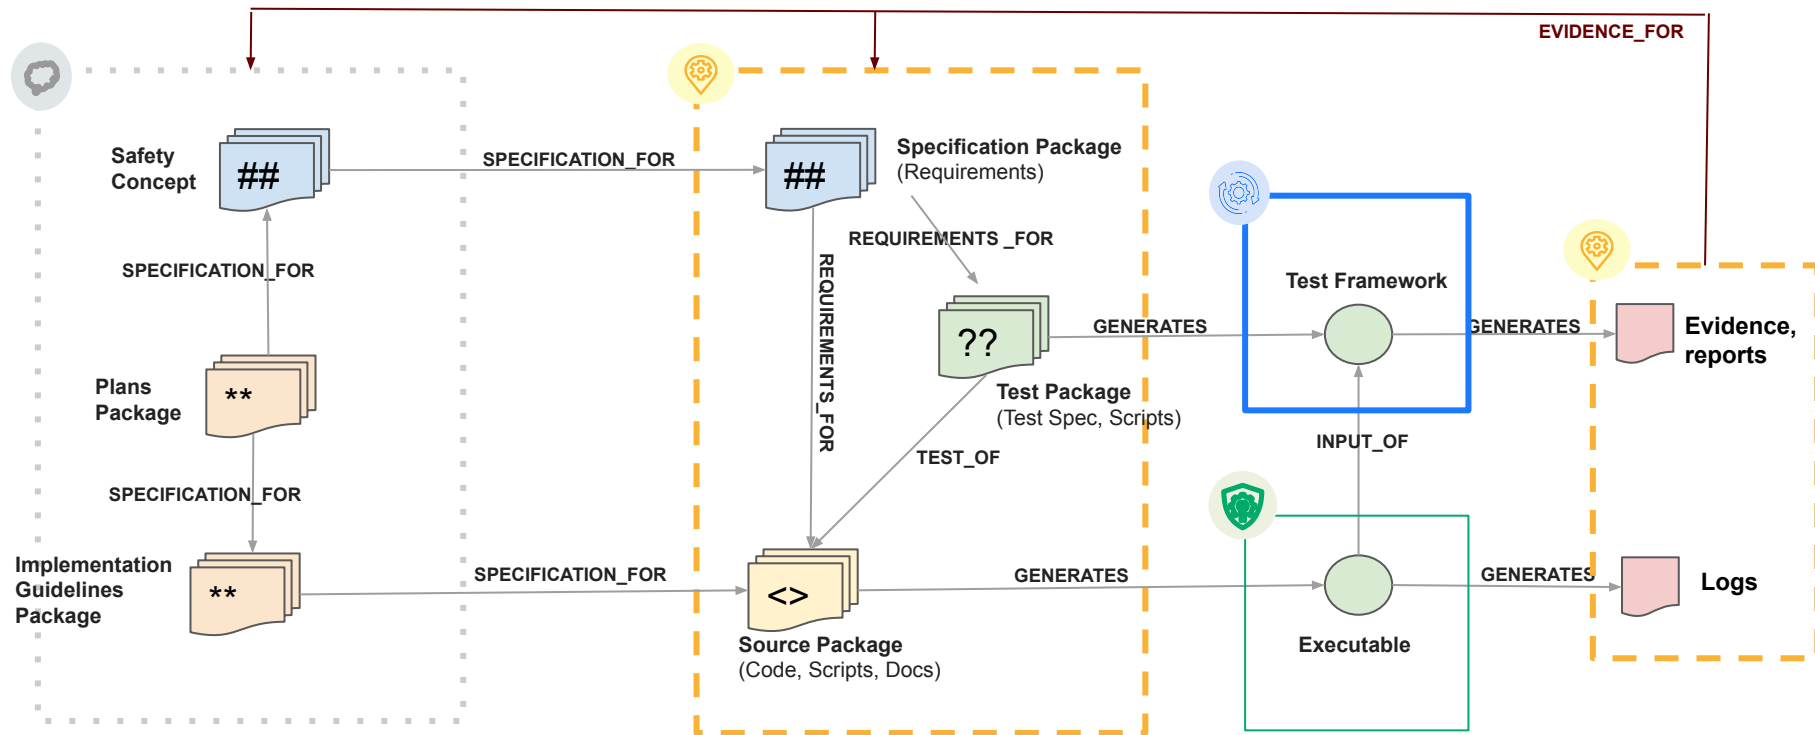 EVIDENCE_FOR
Safety
Concept
##
SPECIFICATION_FOR
##
Specification Package
(Requirements)
REQUIREMENTS _FOR
SPECIFICATION_FOR
REQUIREMENTS_FOR
Test Framework
??
GENERATES
GENERATES
Evidence,
reports
Plans
Package
**
Test Package
(Test Spec, Scripts)
INPUT_OF
TEST_OF
SPECIFICATION_FOR
Implementation
Guidelines
Package
**
SPECIFICATION_FOR
<>
GENERATES
GENERATES
Logs
Source Package
(Code, Scripts, Docs)
Executable